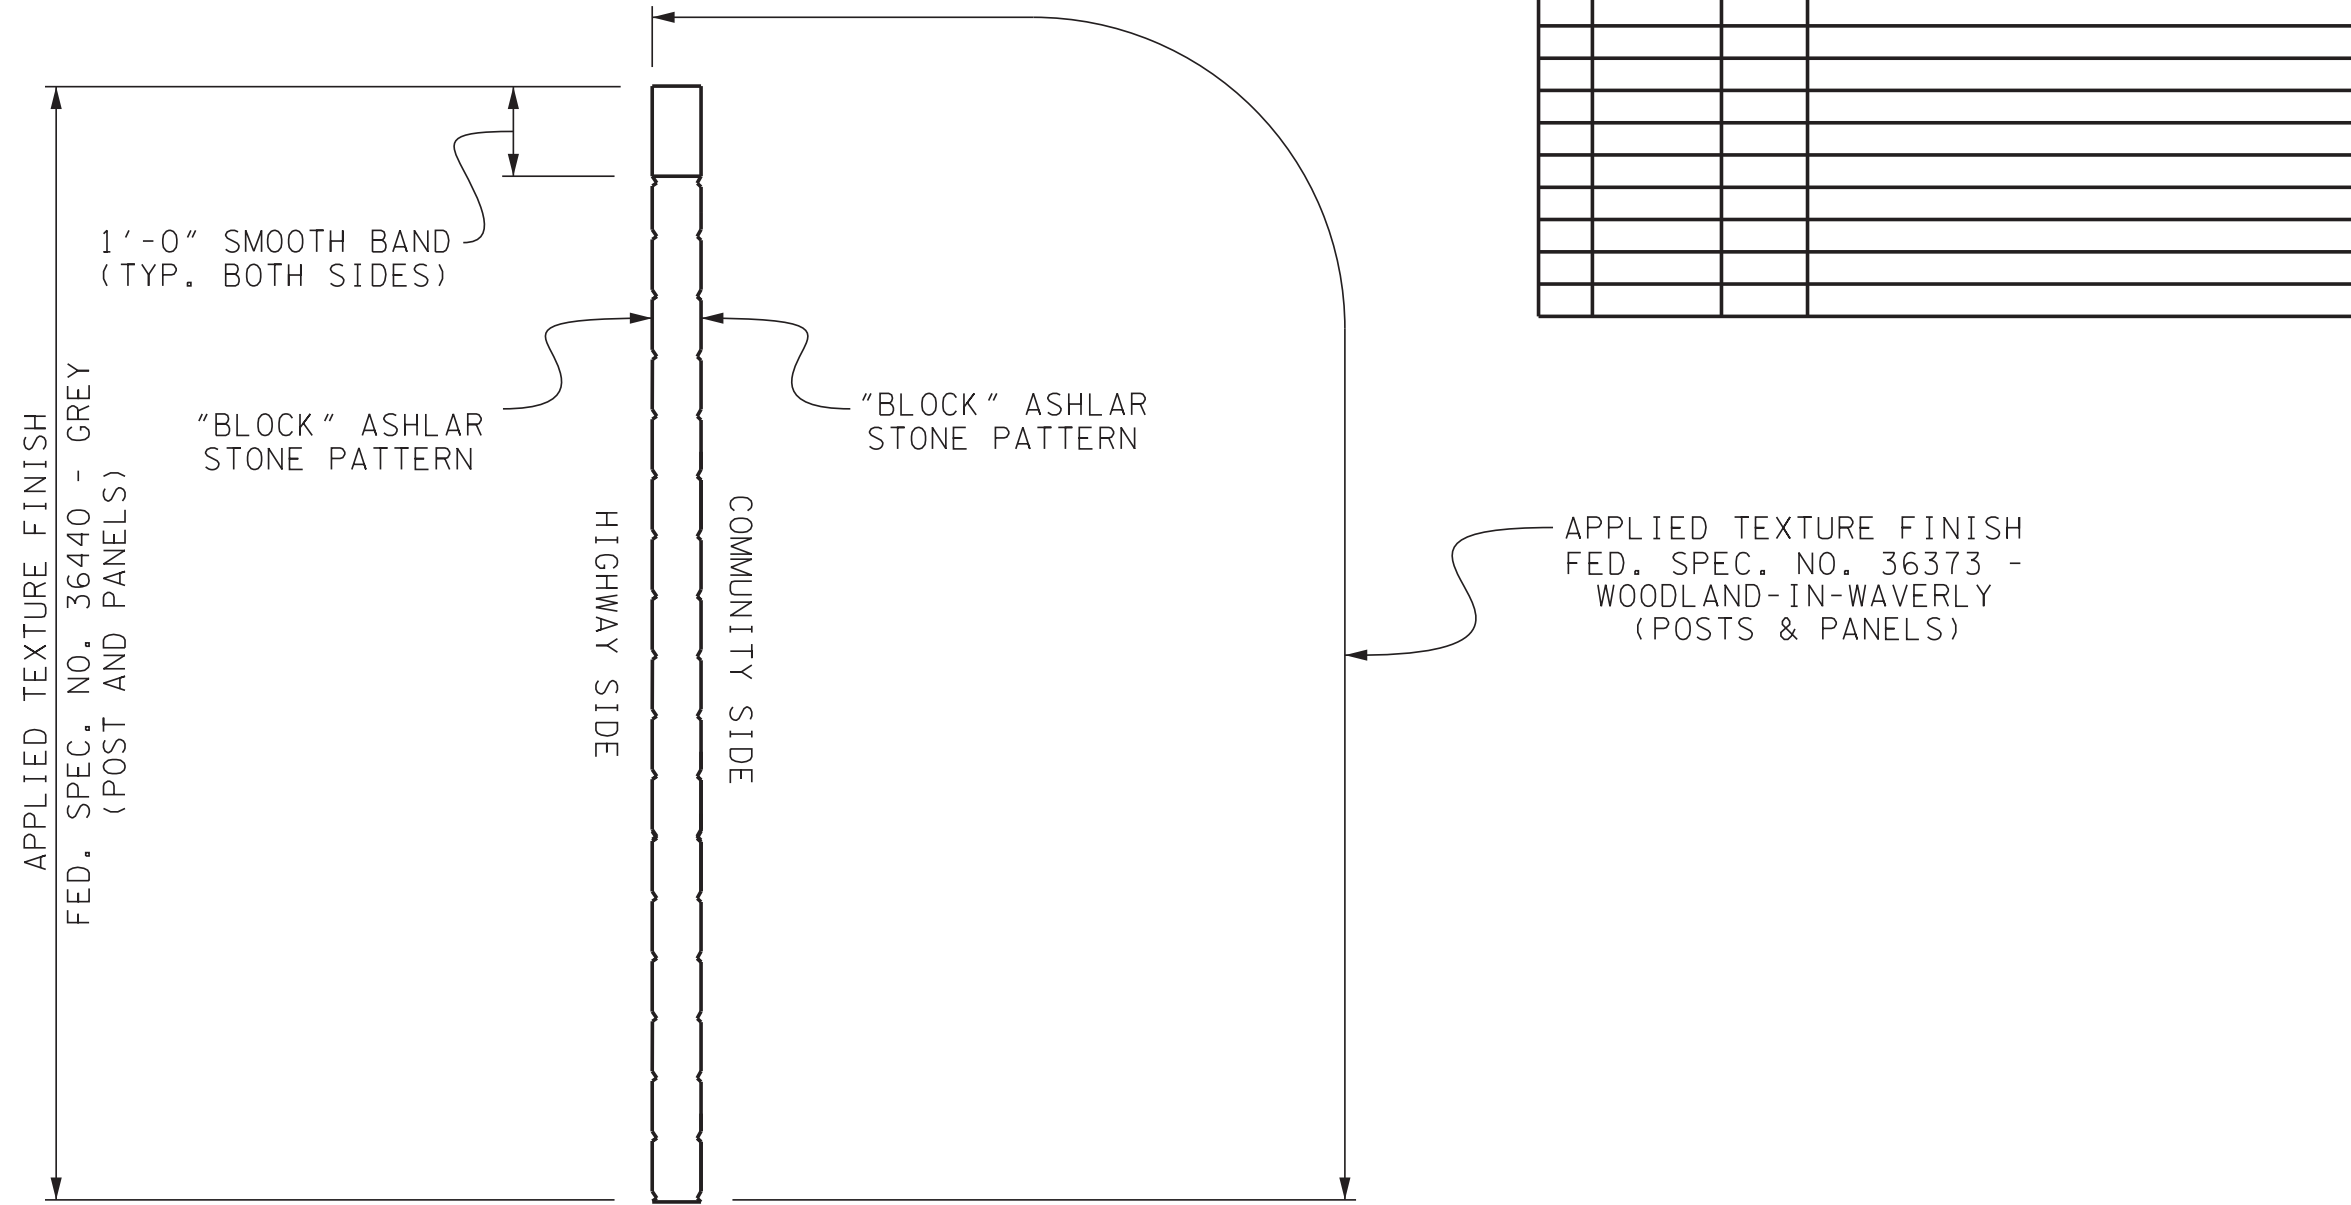 1'-0" SMOOTH BAND
(TYP. BOTH SIDES)
"BLOCK" ASHLAR
STONE PATTERN
"BLOCK" ASHLAR
STONE PATTERN
APPLIED TEXTURE FINISH
FED. SPEC. NO. 36440 - GREY
(POST AND PANELS)
HIGHWAY SIDE
COMMUNITY SIDE
APPLIED TEXTURE FINISH
FED. SPEC. NO. 36373 -
WOODLAND-IN-WAVERLY
(POSTS & PANELS)